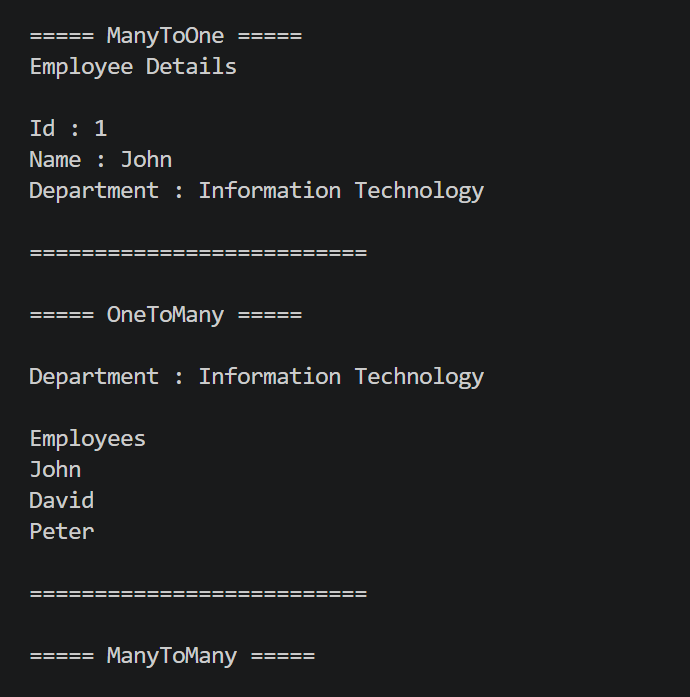 ===== ManyToOne =====
Employee Details
Id : 1
Name : John
Department : Information Technology
==========================
===== OneToMany =====
Department : Information Technology
Employees
John
David
Peter
==========================
===== ManyToMany =====